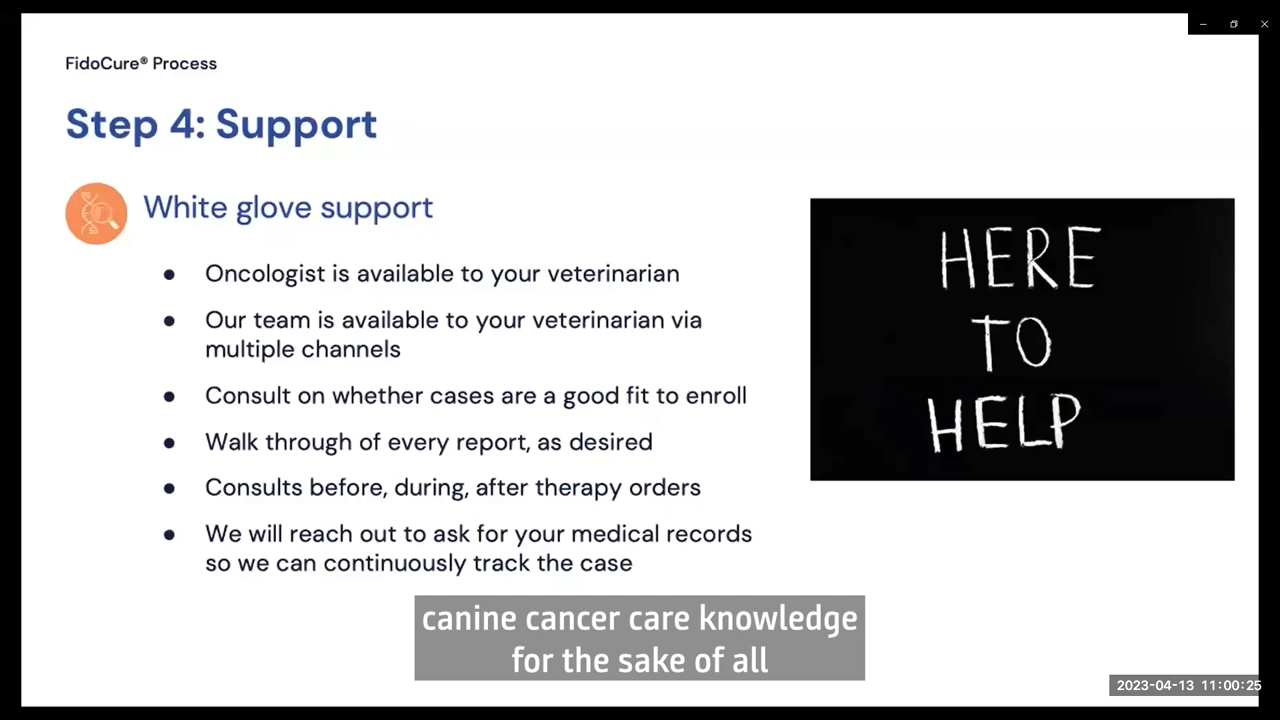 FidoCure® Process
Step 4: Support
White glove support
● Oncologist is available to your veterinarian
● Our team is available to your veterinarian via
multiple channels
● Consult on whether cases are a good fit to enroll
● Walk through of every report, as desired
● Consults before, during, after therapy orders
● We will reach out to ask for your medical records
so we can continuously track the case
HERE
TO
HELP
canine cancer care knowledge
for the sake of all
2023-04-13 11:00:25